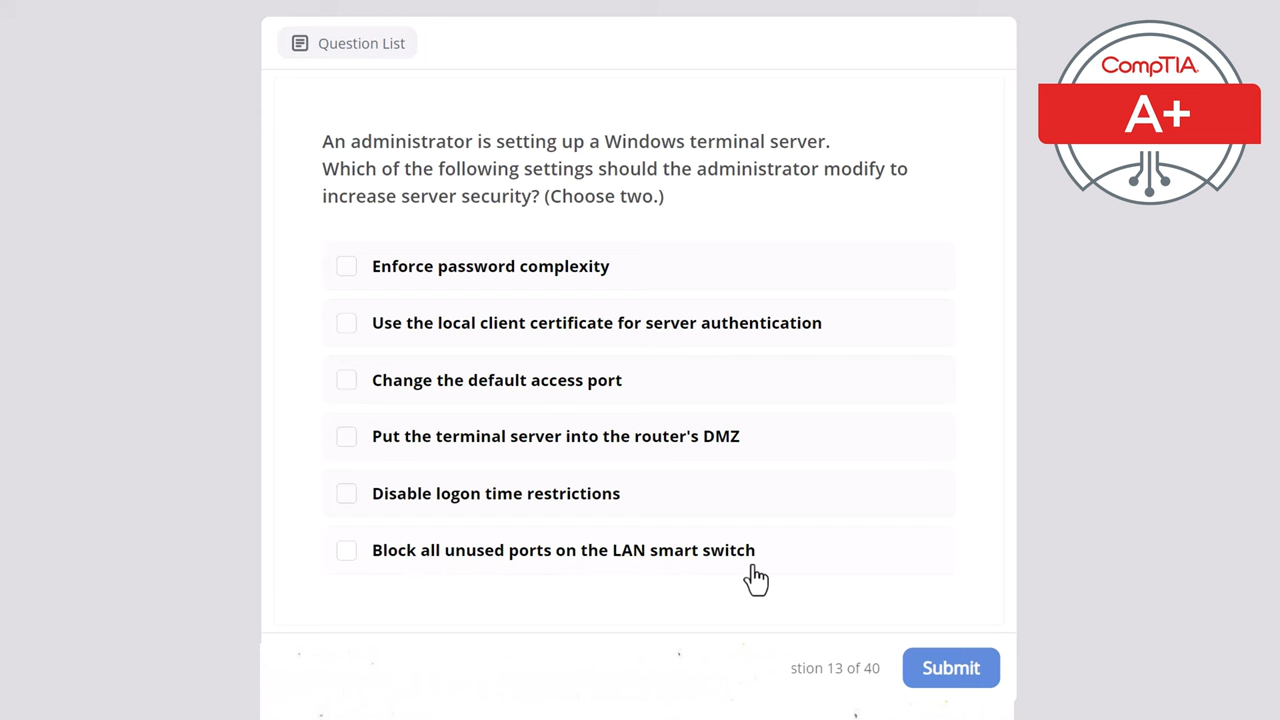 Question List
CompTIA
A+
An administrator is setting up a Windows terminal server.
Which of the following settings should the administrator modify to
increase server security? (Choose two.)
Enforce password complexity
Use the local client certificate for server authentication
Change the default access port
Put the terminal server into the router's DMZ
Disable logon time restrictions
Block all unused ports on the LAN smart switch
stion 13 of 40
Submit